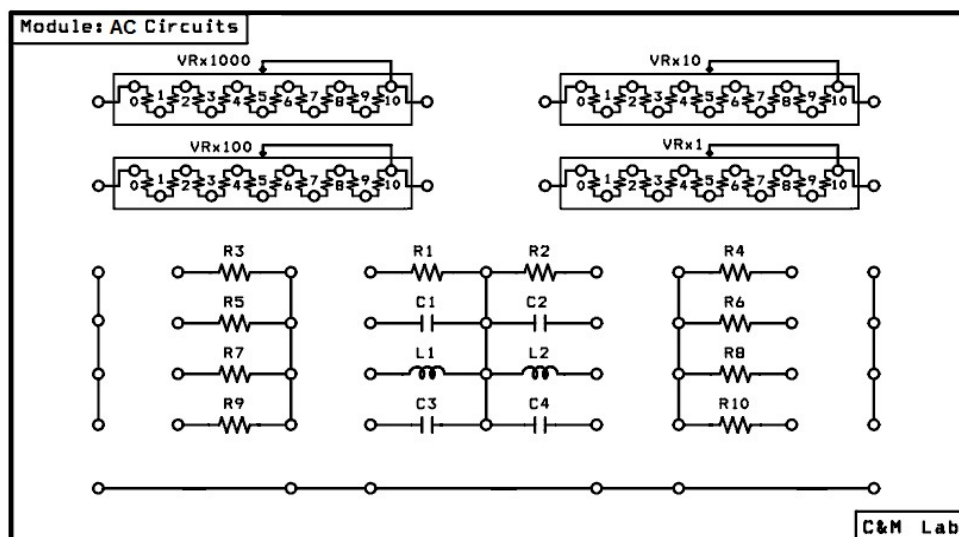 Module: AC Circuits
VRx1000 VRx10
0 1 2 3 4 5 6 7 8 9 10 0 1 2 3 4 5 6 7 8 9 10
VRx100 VRx1
0 1 2 3 4 5 6 7 8 9 10 0 1 2 3 4 5 6 7 8 9 10
R3 R1 R2 R4
R5 C1 C2 R6
R7 L1 L2 R8
R9 C3 C4 R10
C&M Lab